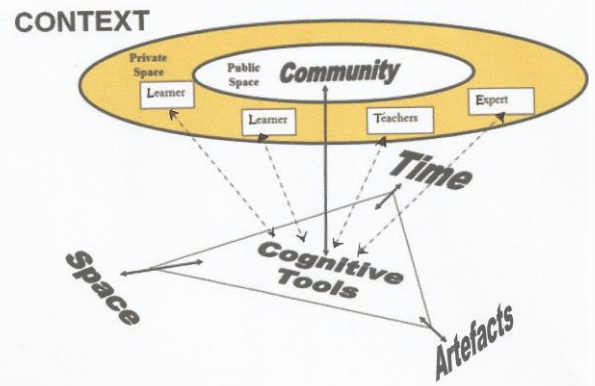 CONTEXT
Private
Space
Public
Space
Community
Learner
Learner
Teachers
Expert
Time
Cognitive
Tools
Space
Artefacts